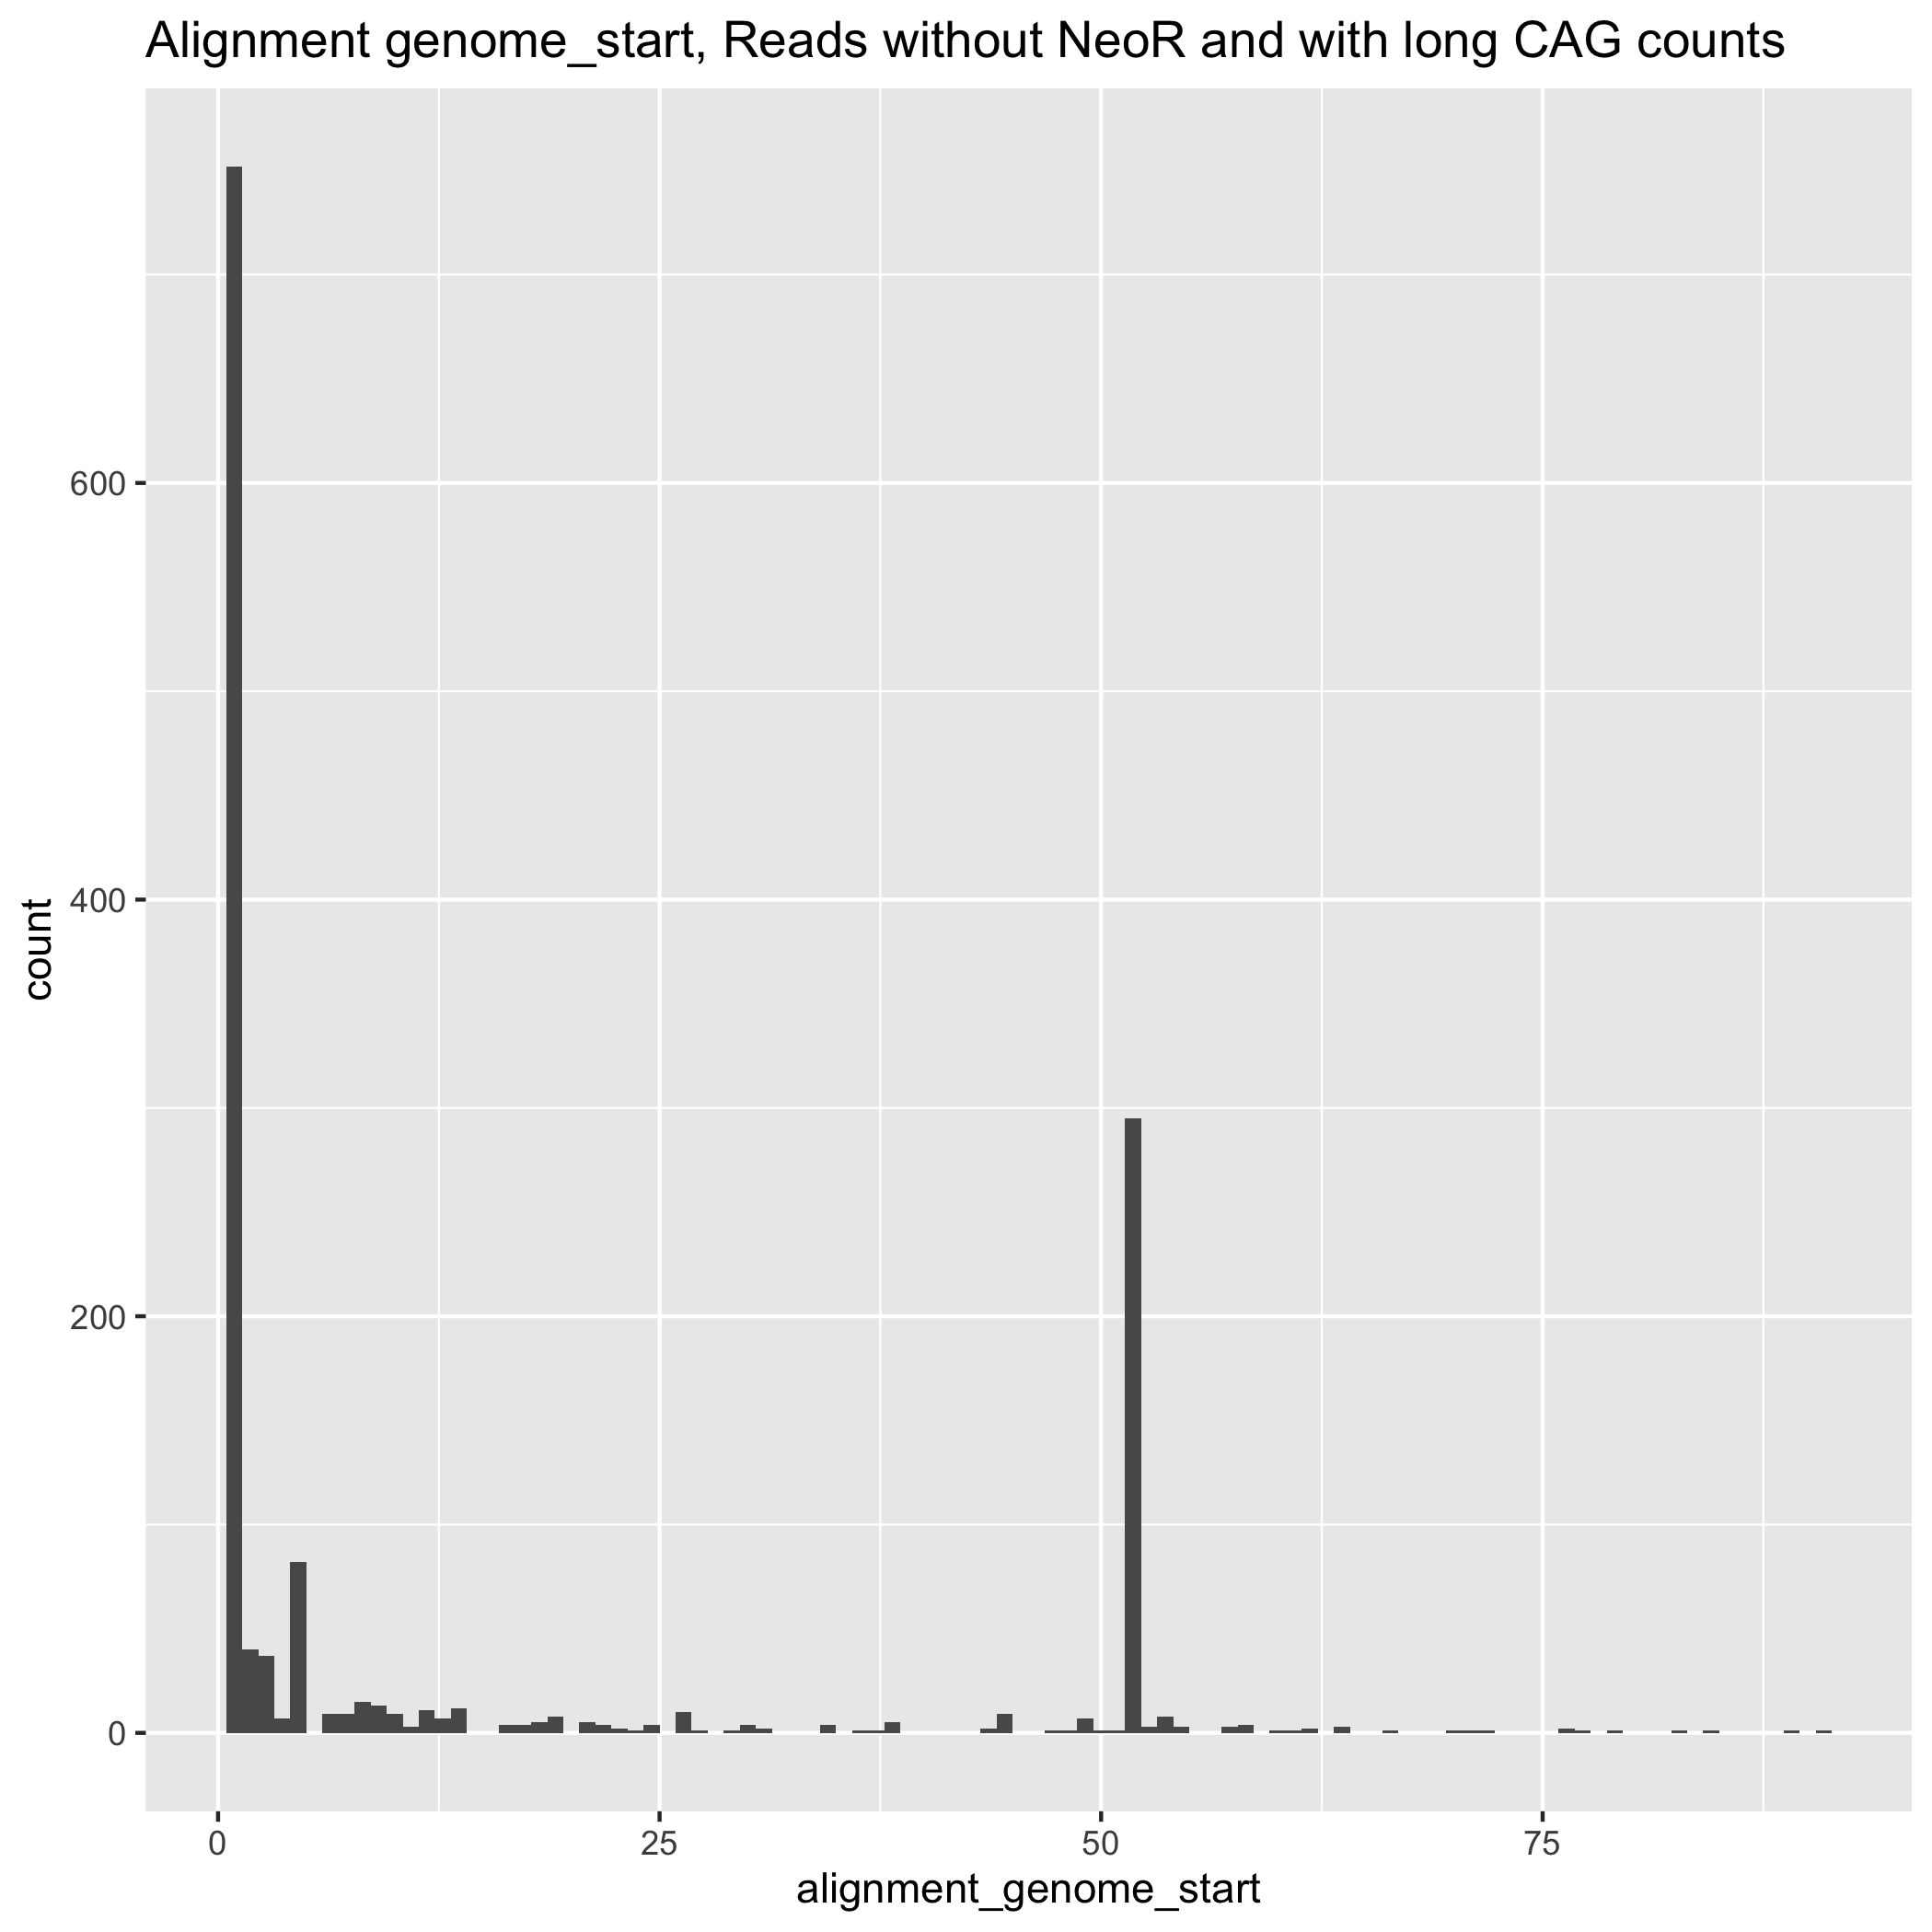 Alignment genome_start, Reads without NeoR and with long CAG counts
600
400
200
0
count
0 25 50 75
alignment_genome_start